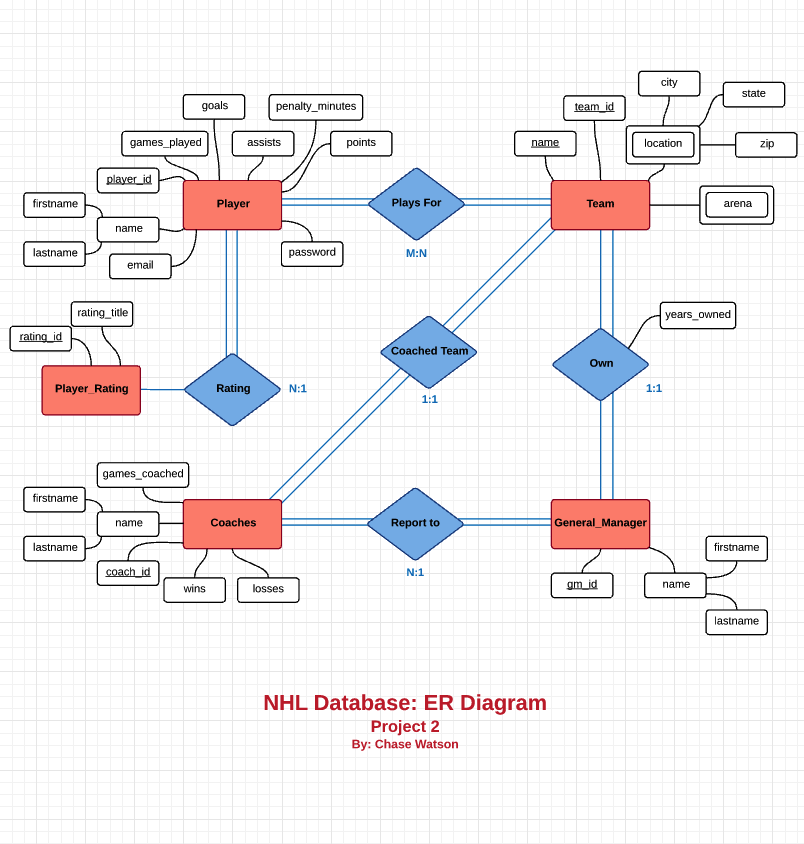 city
state
goals
penalty_minutes
team_id
games_played
assists
points
name
location
zip
player_id
Player
Plays For
Team
arena
firstname
name
lastname
email
password
M:N
rating_title
rating_id
years_owned
Player_Rating
Rating
N:1
Coached Team
1:1
Own
1:1
games_coached
firstname
name
lastname
coach_id
Coaches
wins
losses
Report to
N:1
General_Manager
gm_id
name
firstname
lastname
NHL Database: ER Diagram
Project 2
By: Chase Watson